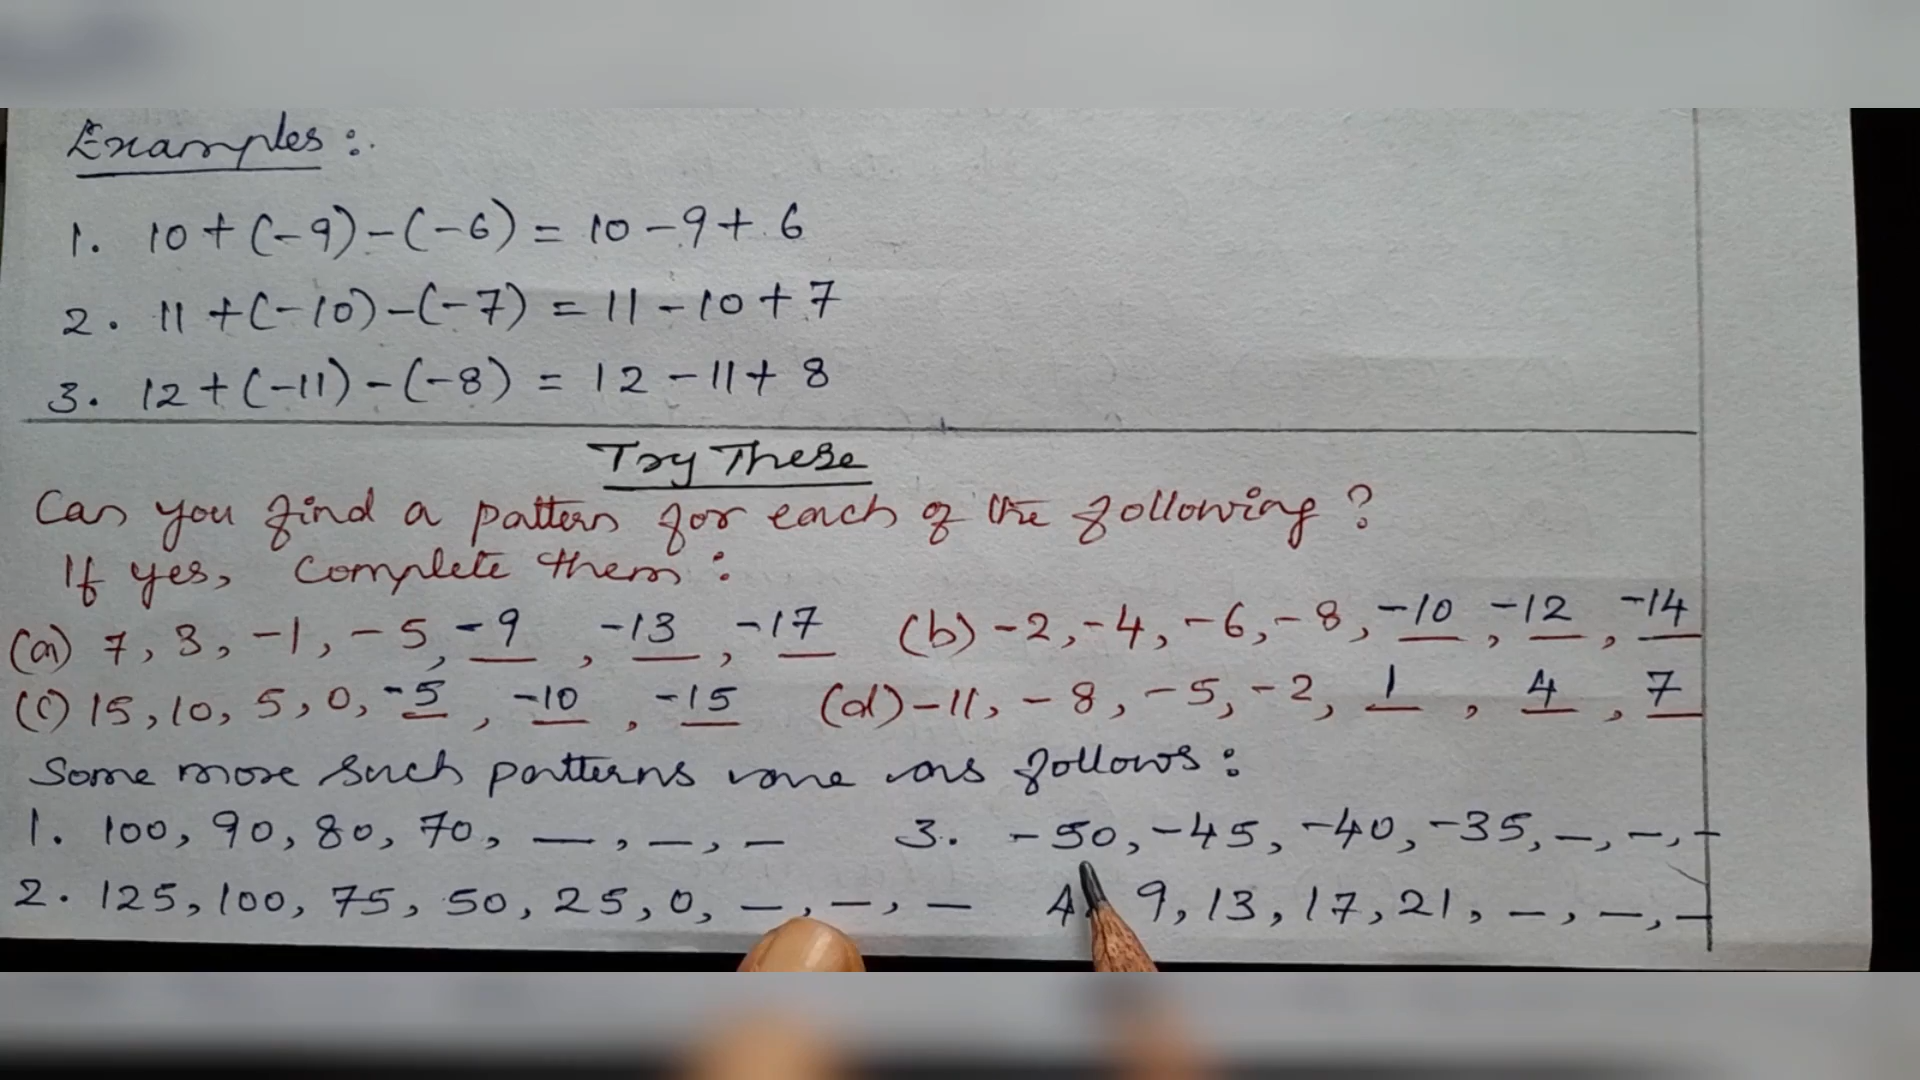 Examples :.
1. 10 + (-9) - (-6) = 10 - 9 + 6
2. 11 + (-10) - (-7) = 11 - 10 + 7
3. 12 + (-11) - (-8) = 12 - 11 + 8
Try These
Can you find a pattern for each of the following ?
If yes, Complete them :
(a) 7, 3, -1, -5, -9, -13, -17 (b) -2, -4, -6, -8, -10, -12, -14
(c) 15, 10, 5, 0, -5, -10, -15 (d) -11, -8, -5, -2, 1, 4, 7
Some more such patterns are as follows :
1. 100, 90, 80, 70, —, —, — 3. -50, -45, -40, -35, —, —, —
2. 125, 100, 75, 50, 25, 0, —, —, — 4. 9, 13, 17, 21, —, —, —